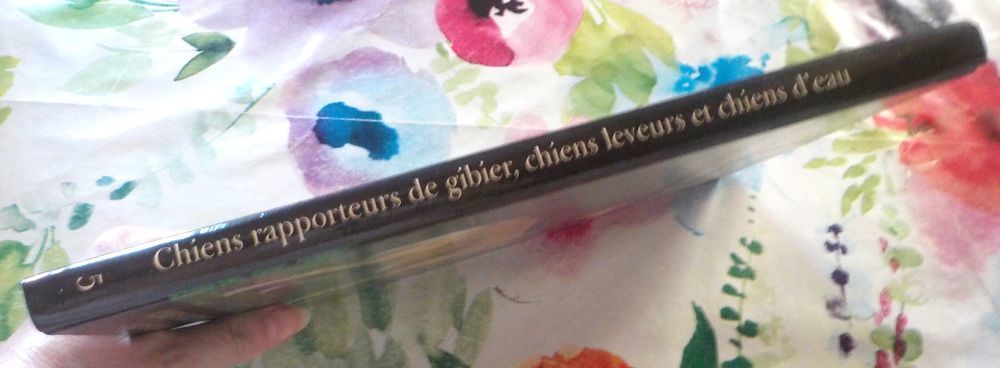 5
Chiens rapporteurs de gibier, chiens leveurs et chiens d'eau